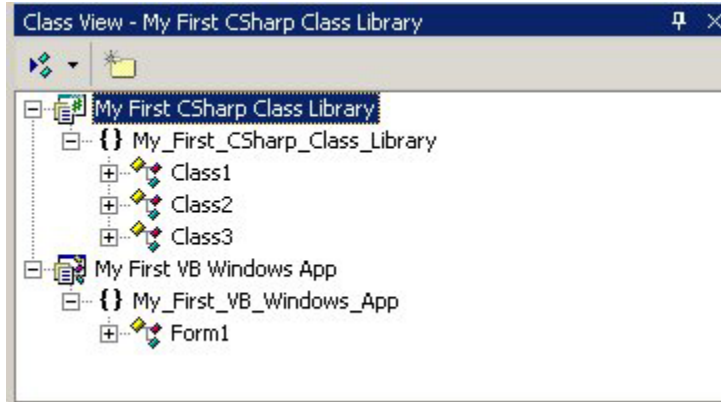 Class View - My First CSharp Class Library
My First CSharp Class Library
{} My_First_CSharp_Class_Library
Class1
Class2
Class3
My First VB Windows App
{} My_First_VB_Windows_App
Form1